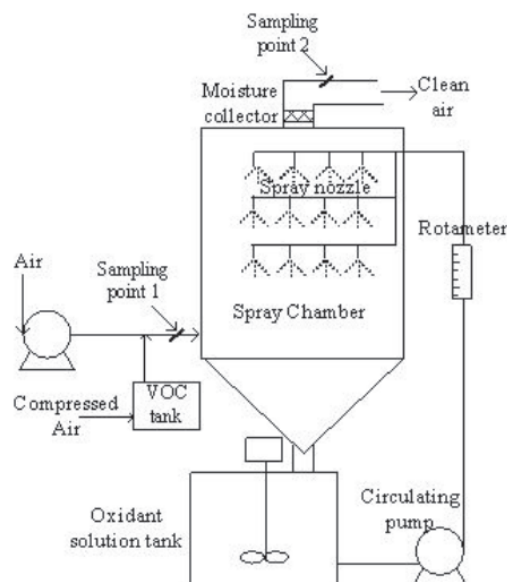 Sampling
point 2
Moisture
collector
Clean
air
Spray nozzle
Rotameter
Air
Sampling
point 1
Spray Chamber
VOC
tank
Compressed
Air
Circulating
pump
Oxidant
solution tank